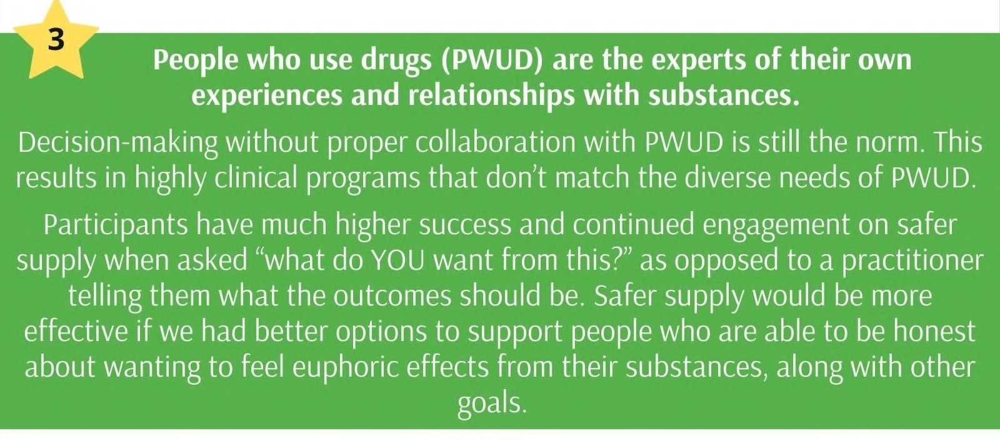 3
People who use drugs (PWUD) are the experts of their own
experiences and relationships with substances.
Decision-making without proper collaboration with PWUD is still the norm. This
results in highly clinical programs that don’t match the diverse needs of PWUD.
Participants have much higher success and continued engagement on safer
supply when asked “what do YOU want from this?” as opposed to a practitioner
telling them what the outcomes should be. Safer supply would be more
effective if we had better options to support people who are able to be honest
about wanting to feel euphoric effects from their substances, along with other
goals.